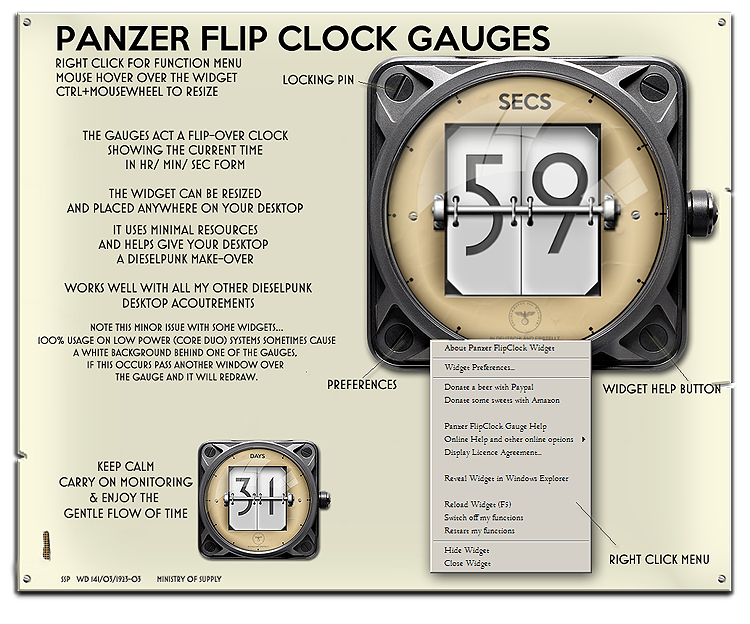 PANZER FLIP CLOCK GAUGES
RIGHT CLICK FOR FUNCTION MENU
MOUSE HOVER OVER THE WIDGET
CTRL+MOUSEWHEEL TO RESIZE
LOCKING PIN
SECS
59
THE GAUGES ACT A FLIP-OVER CLOCK
SHOWING THE CURRENT TIME
IN HR/ MIN/ SEC FORM
THE WIDGET CAN BE RESIZED
AND PLACED ANYWHERE ON YOUR DESKTOP
IT USES MINIMAL RESOURCES
AND HELPS GIVE YOUR DESKTOP
A DIESELPUNK MAKE-OVER
WORKS WELL WITH ALL MY OTHER DIESELPUNK
DESKTOP ACOUTREMENTS
NOTE THIS MINOR ISSUE WITH SOME WIDGETS...
100% USAGE ON LOW POWER (CORE DUO) SYSTEMS SOMETIMES CAUSE
A WHITE BACKGROUND BEHIND ONE OF THE GAUGES,
IF THIS OCCURS PASS ANOTHER WINDOW OVER
THE GAUGE AND IT WILL REDRAW.
PREFERENCES
WIDGET HELP BUTTON
About Panzer FlipClock Widget
Widget Preferences...
Donate a beer with Paypal
Donate some sweets with Amazon
Panzer FlipClock Gauge Help
Online Help and other online options
Display Licence Agreement...
Reveal Widget in Windows Explorer
Reload Widget (F5)
Switch off my functions
Restart my functions
Hide Widget
Close Widget
RIGHT CLICK MENU
KEEP CALM
CARRY ON MONITORING
& ENJOY THE
GENTLE FLOW OF TIME
DAYS
31
SSP WD 141/03/1923-03 MINISTRY OF SUPPLY